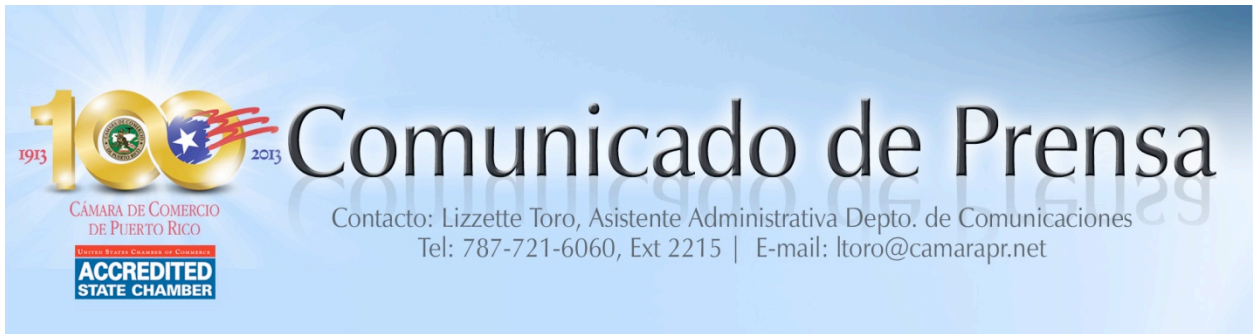 1913
100
2013
CÁMARA DE COMERCIO
DE PUERTO RICO
UNITED STATES CHAMBER OF COMMERCE
ACCREDITED
STATE CHAMBER
Comunicado de Prensa
Contacto: Lizzette Toro, Asistente Administrativa Depto. de Comunicaciones
Tel: 787-721-6060, Ext 2215 | E-mail: ltoro@camarapr.net